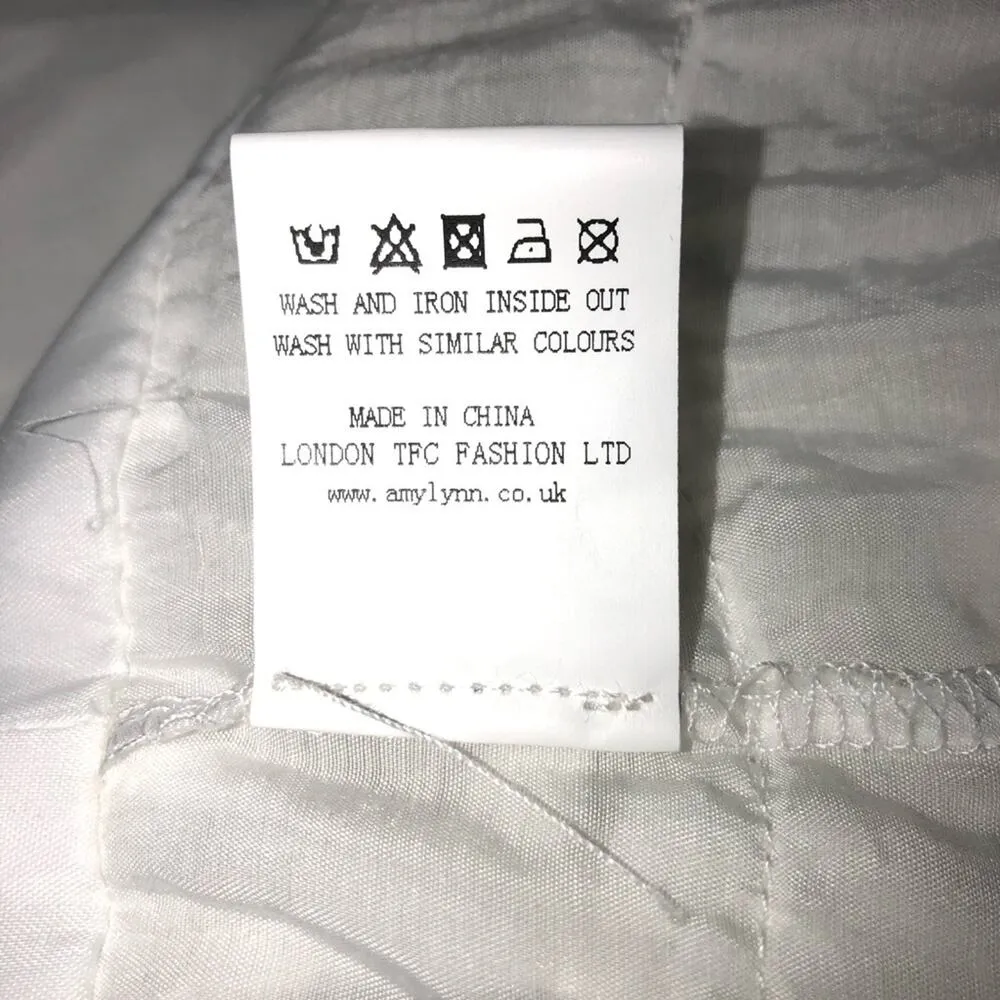 WASH AND IRON INSIDE OUT
WASH WITH SIMILAR COLOURS
MADE IN CHINA
LONDON TFC FASHION LTD
www.amylynn.co.uk